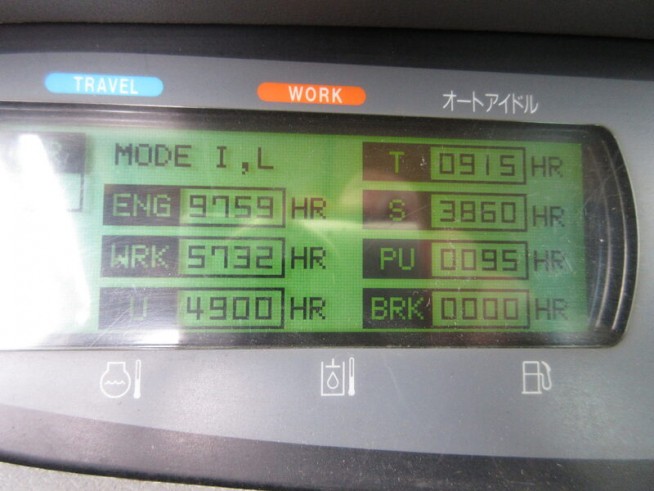 TRAVEL WORK オートアイドル
MODE I,L
T 0915 HR
ENG 9759 HR
S 3860 HR
WRK 5732 HR
PU 0095 HR
U 4900 HR
BRK 0000 HR